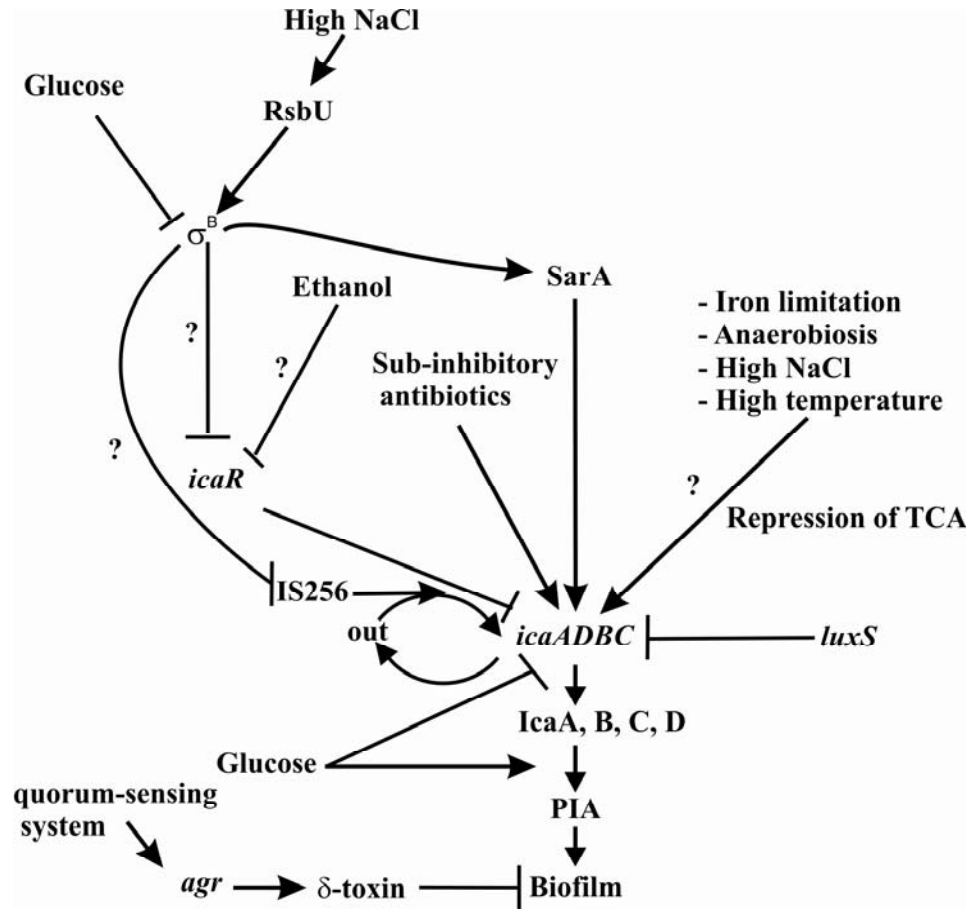 High NaCl
Glucose
RsbU
σB
SarA
Ethanol
- Iron limitation
- Anaerobiosis
- High NaCl
- High temperature
?
?
Sub-inhibitory
antibiotics
?
icaR
?
Repression of TCA
IS256
out
icaADBC
luxS
IcaA, B, C, D
Glucose
quorum-sensing
system
PIA
agr
δ-toxin
Biofilm